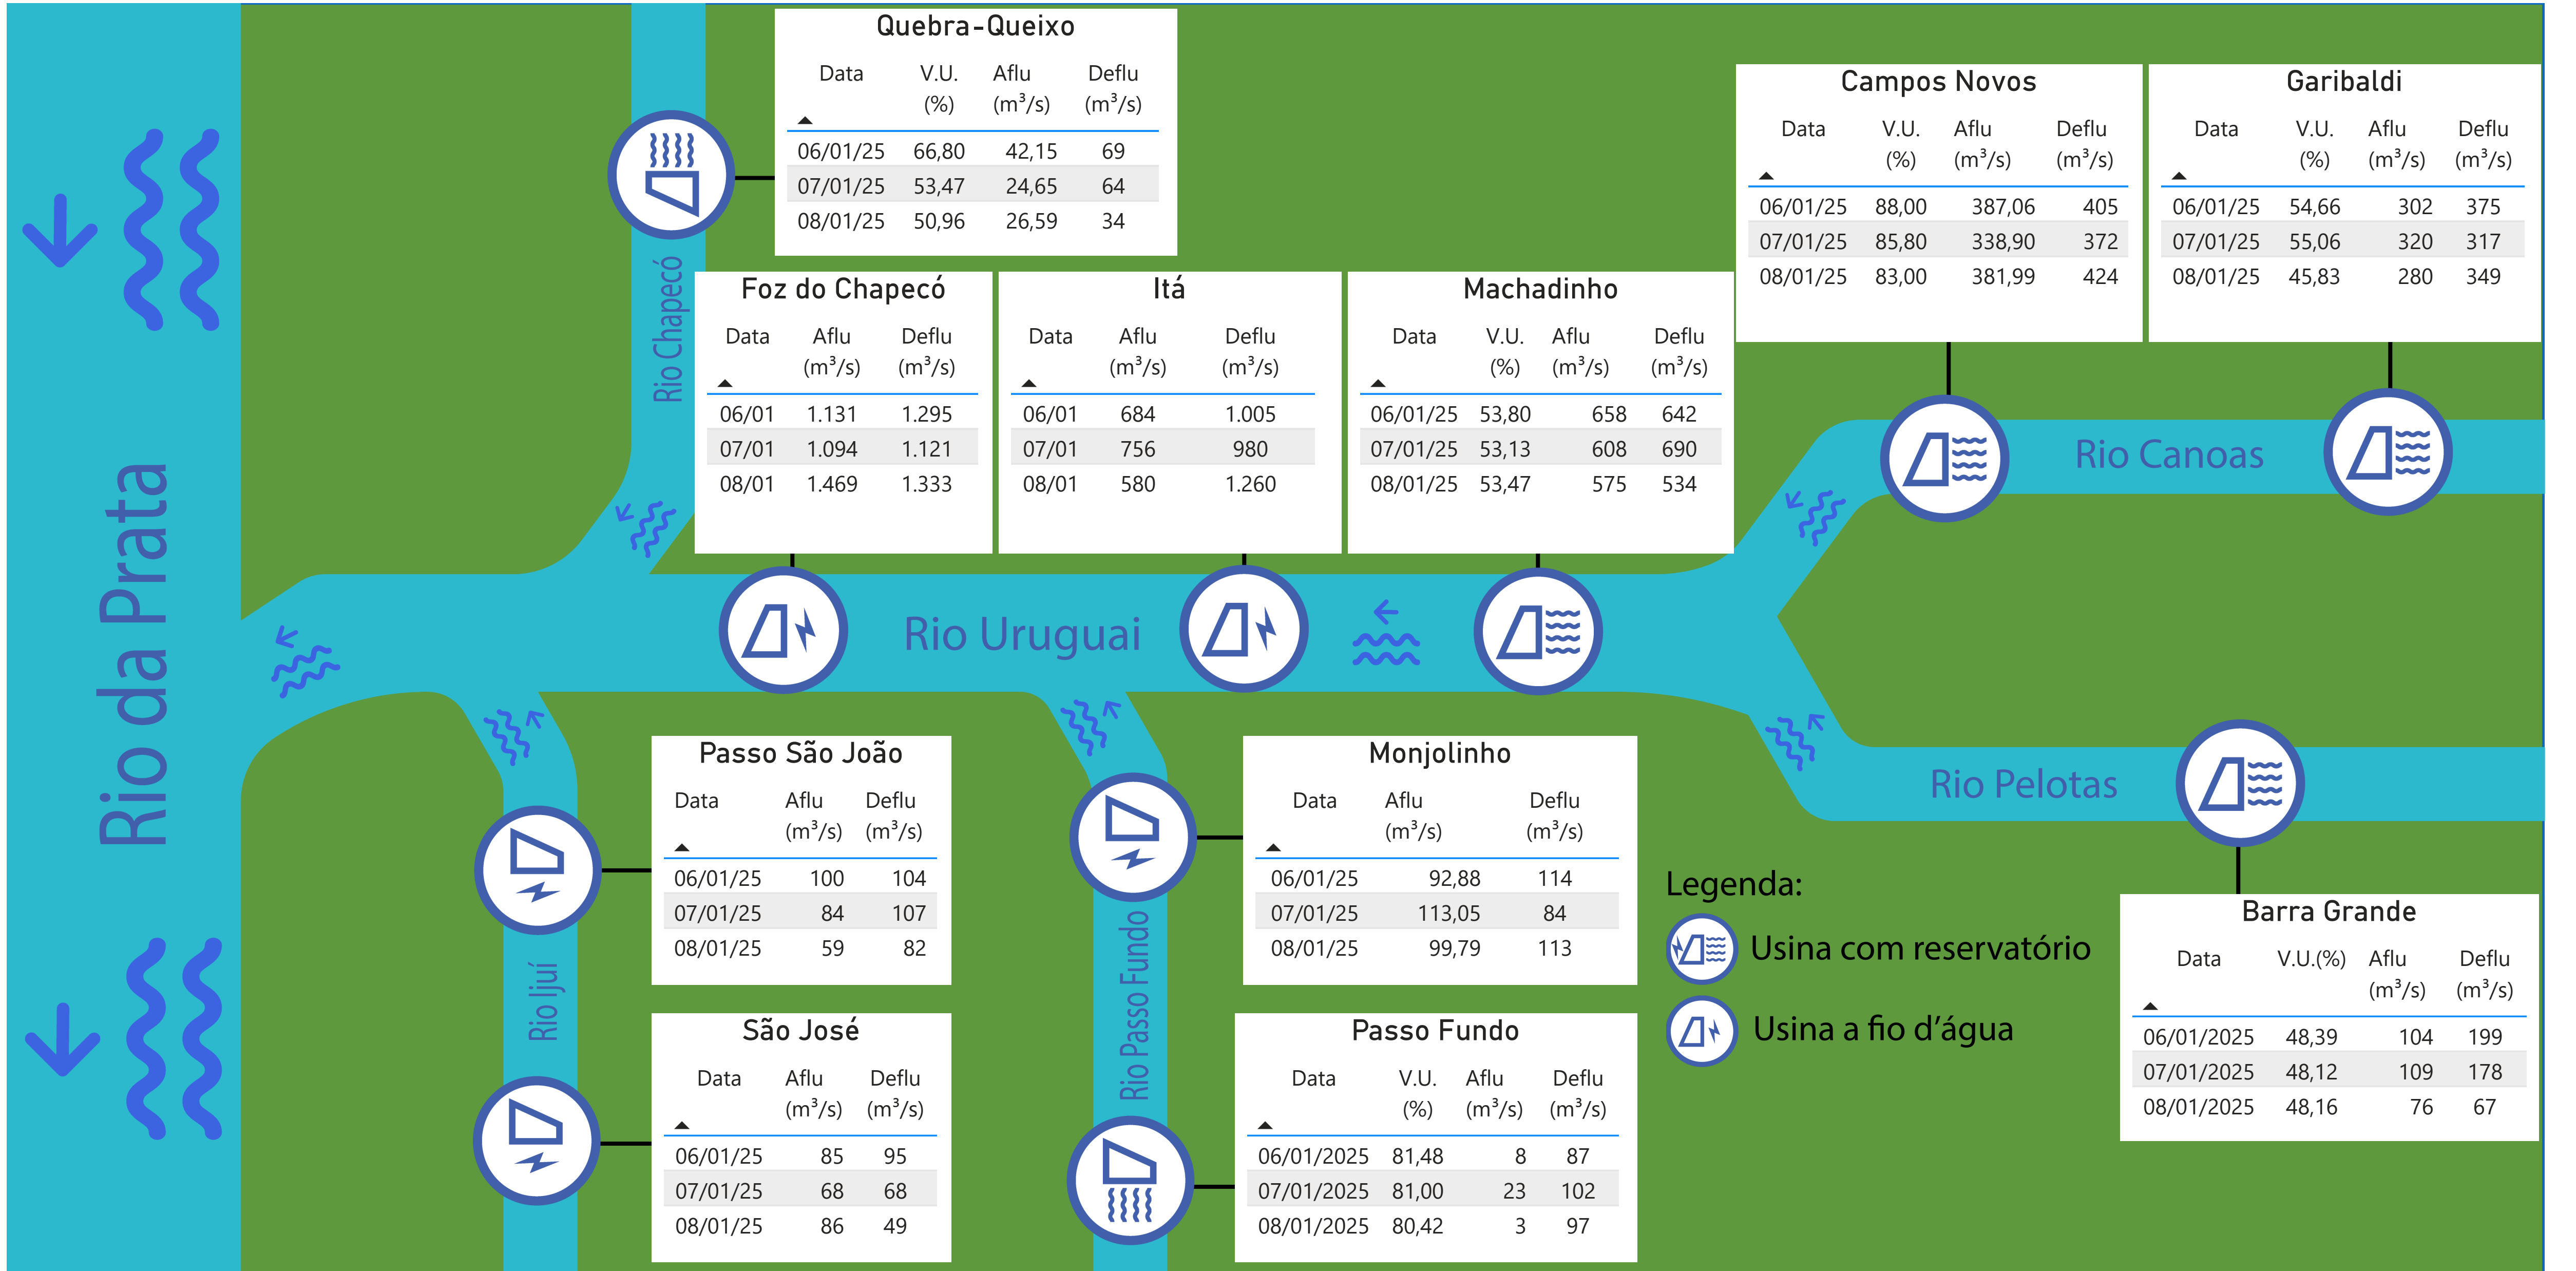 Rio da Prata
Quebra-Queixo
Data V.U. Aflu Deflu
(%) (m³/s) (m³/s)
06/01/25 66,80 42,15 69
07/01/25 53,47 24,65 64
08/01/25 50,96 26,59 34
Rio Chapecó
Foz do Chapecó
Data Aflu Deflu
(m³/s) (m³/s)
06/01 1.131 1.295
07/01 1.094 1.121
08/01 1.469 1.333
Itá
Data Aflu Deflu
(m³/s) (m³/s)
06/01 684 1.005
07/01 756 980
08/01 580 1.260
Machadinho
Data V.U. Aflu Deflu
(%) (m³/s) (m³/s)
06/01/25 53,80 658 642
07/01/25 53,13 608 690
08/01/25 53,47 575 534
Campos Novos
Data V.U. Aflu Deflu
(%) (m³/s) (m³/s)
06/01/25 88,00 387,06 405
07/01/25 85,80 338,90 372
08/01/25 83,00 381,99 424
Garibaldi
Data V.U. Aflu Deflu
(%) (m³/s) (m³/s)
06/01/25 54,66 302 375
07/01/25 55,06 320 317
08/01/25 45,83 280 349
Rio Canoas
Rio Uruguai
Rio Pelotas
Passo São João
Data Aflu Deflu
(m³/s) (m³/s)
06/01/25 100 104
07/01/25 84 107
08/01/25 59 82
Rio Ijuí
São José
Data Aflu Deflu
(m³/s) (m³/s)
06/01/25 85 95
07/01/25 68 68
08/01/25 86 49
Monjolinho
Data Aflu Deflu
(m³/s) (m³/s)
06/01/25 92,88 114
07/01/25 113,05 84
08/01/25 99,79 113
Rio Passo Fundo
Passo Fundo
Data V.U. Aflu Deflu
(%) (m³/s) (m³/s)
06/01/2025 81,48 8 87
07/01/2025 81,00 23 102
08/01/2025 80,42 3 97
Legenda:
Usina com reservatório
Usina a fio d’água
Barra Grande
Data V.U.(%) Aflu Deflu
(m³/s) (m³/s)
06/01/2025 48,39 104 199
07/01/2025 48,12 109 178
08/01/2025 48,16 76 67